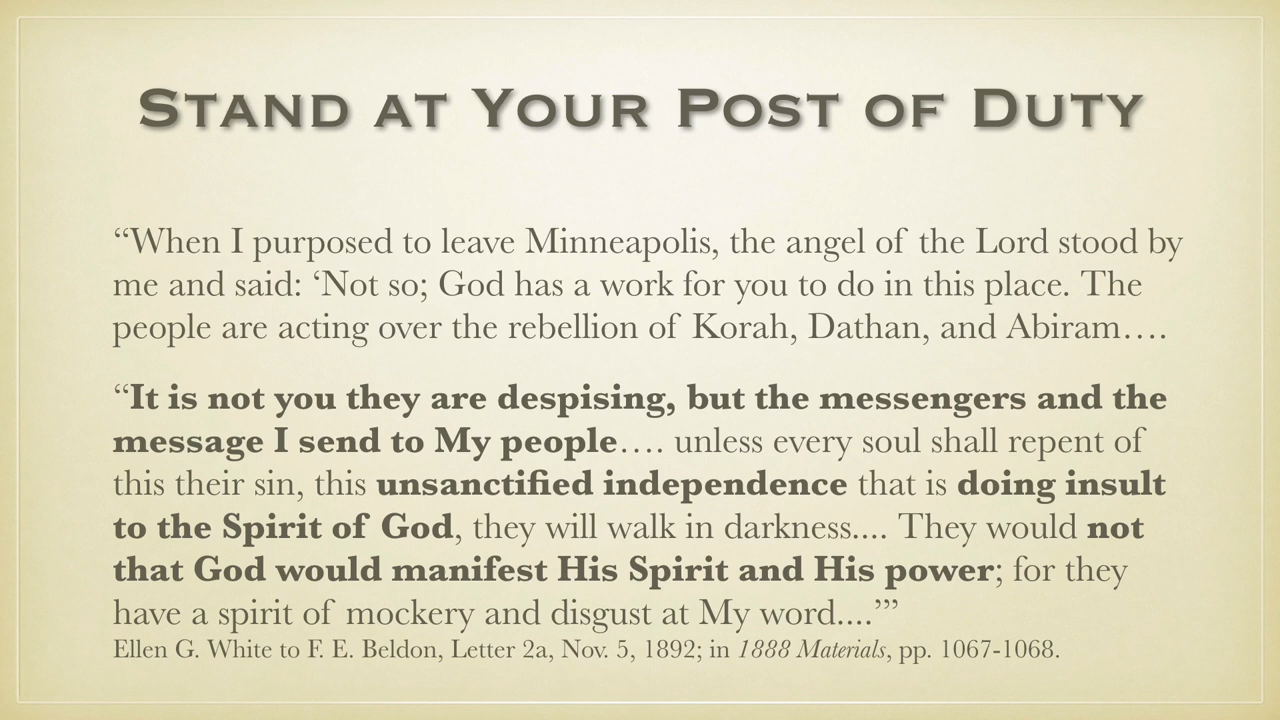 Stand at Your Post of Duty
“When I purposed to leave Minneapolis, the angel of the Lord stood by
me and said: ‘Not so; God has a work for you to do in this place. The
people are acting over the rebellion of Korah, Dathan, and Abiram….
“It is not you they are despising, but the messengers and the
message I send to My people…. unless every soul shall repent of
this their sin, this unsanctified independence that is doing insult
to the Spirit of God, they will walk in darkness.... They would not
that God would manifest His Spirit and His power; for they
have a spirit of mockery and disgust at My word....’”
Ellen G. White to F. E. Beldon, Letter 2a, Nov. 5, 1892; in 1888 Materials, pp. 1067-1068.